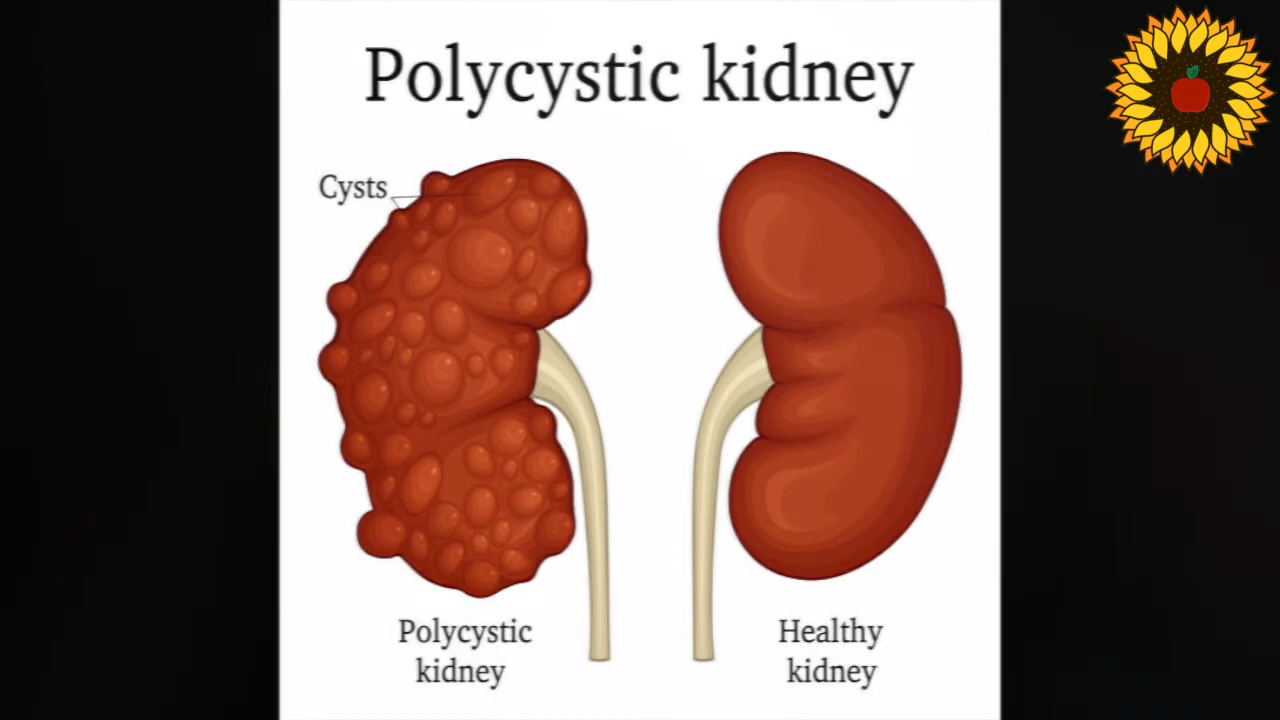 Polycystic kidney
Cysts
Polycystic
kidney
Healthy
kidney